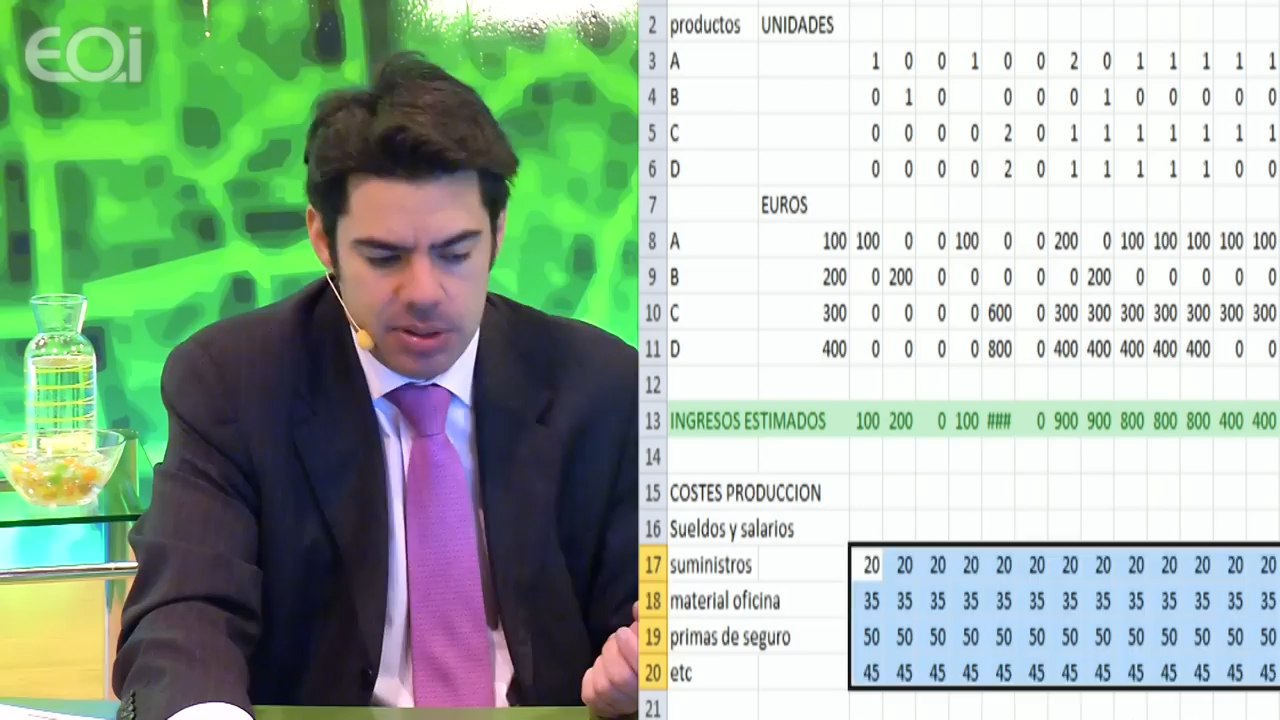 EOi
2 productos UNIDADES
3 A 1 0 0 1 0 0 2 0 1 1 1 1 1
4 B 0 1 0 0 0 0 1 0 0 0 0 0
5 C 0 0 0 0 2 0 1 1 1 1 1 1 1
6 D 0 0 0 0 2 0 1 1 1 1 1 0 0
7 EUROS
8 A 100 100 0 0 100 0 0 200 0 100 100 100 100 100
9 B 200 0 200 0 0 0 0 0 200 0 0 0 0 0
10 C 300 0 0 0 0 600 0 300 300 300 300 300 300 300
11 D 400 0 0 0 0 800 0 400 400 400 400 400 0 0
12
13 INGRESOS ESTIMADOS 100 200 0 100 ### 0 900 900 800 800 800 400 400
14
15 COSTES PRODUCCION
16 Sueldos y salarios
17 suministros 20 20 20 20 20 20 20 20 20 20 20 20 20
18 material oficina 35 35 35 35 35 35 35 35 35 35 35 35 35
19 primas de seguro 50 50 50 50 50 50 50 50 50 50 50 50 50
20 etc 45 45 45 45 45 45 45 45 45 45 45 45 45
21